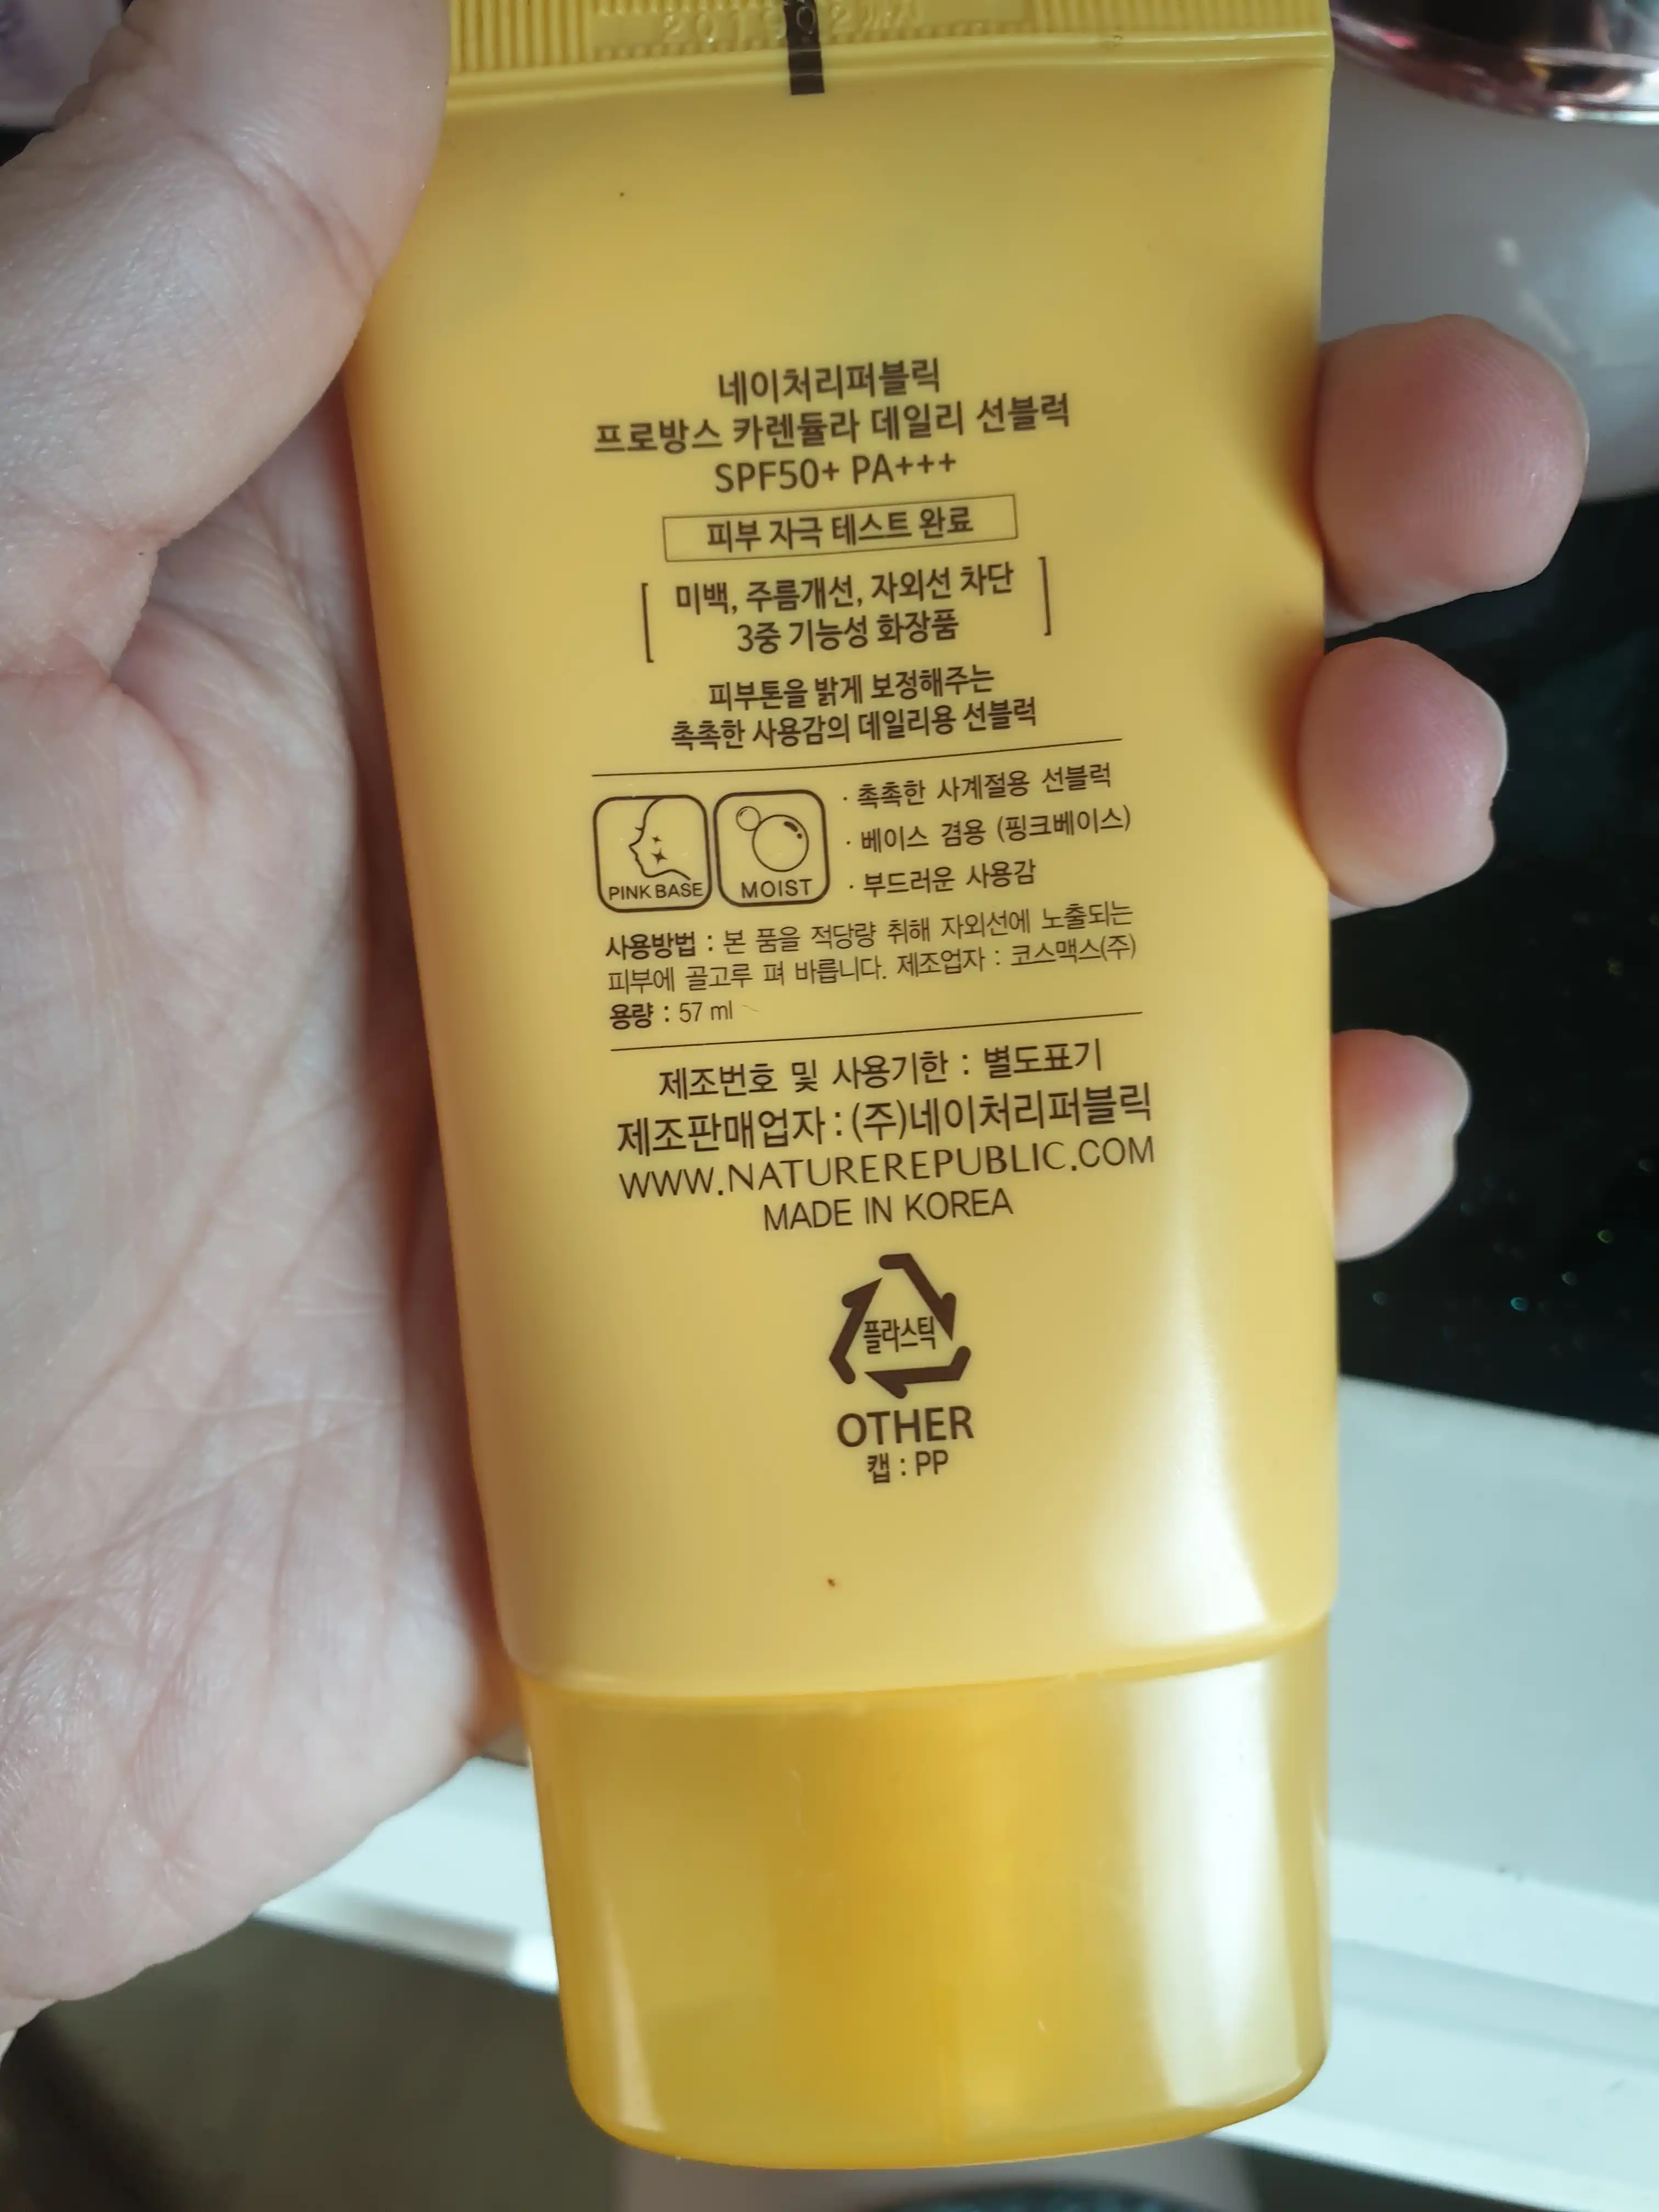 네이처리퍼블릭
프로방스 카렌듈라 데일리 선블럭
SPF50+ PA+++
피부 자극 테스트 완료
[ 미백, 주름개선, 자외선 차단
3중 기능성 화장품 ]
피부톤을 밝게 보정해주는
촉촉한 사용감의 데일리용 선블럭
· 촉촉한 사계절용 선블럭
· 베이스 겸용 (핑크베이스)
· 부드러운 사용감
PINK BASE MOIST
사용방법 : 본 품을 적당량 취해 자외선에 노출되는
피부에 골고루 펴 바릅니다. 제조업자 : 코스맥스(주)
용량 : 57 ml
제조번호 및 사용기한 : 별도표기
제조판매업자 : (주)네이처리퍼블릭
WWW.NATUREREPUBLIC.COM
MADE IN KOREA
플라스틱
OTHER
캡 : PP